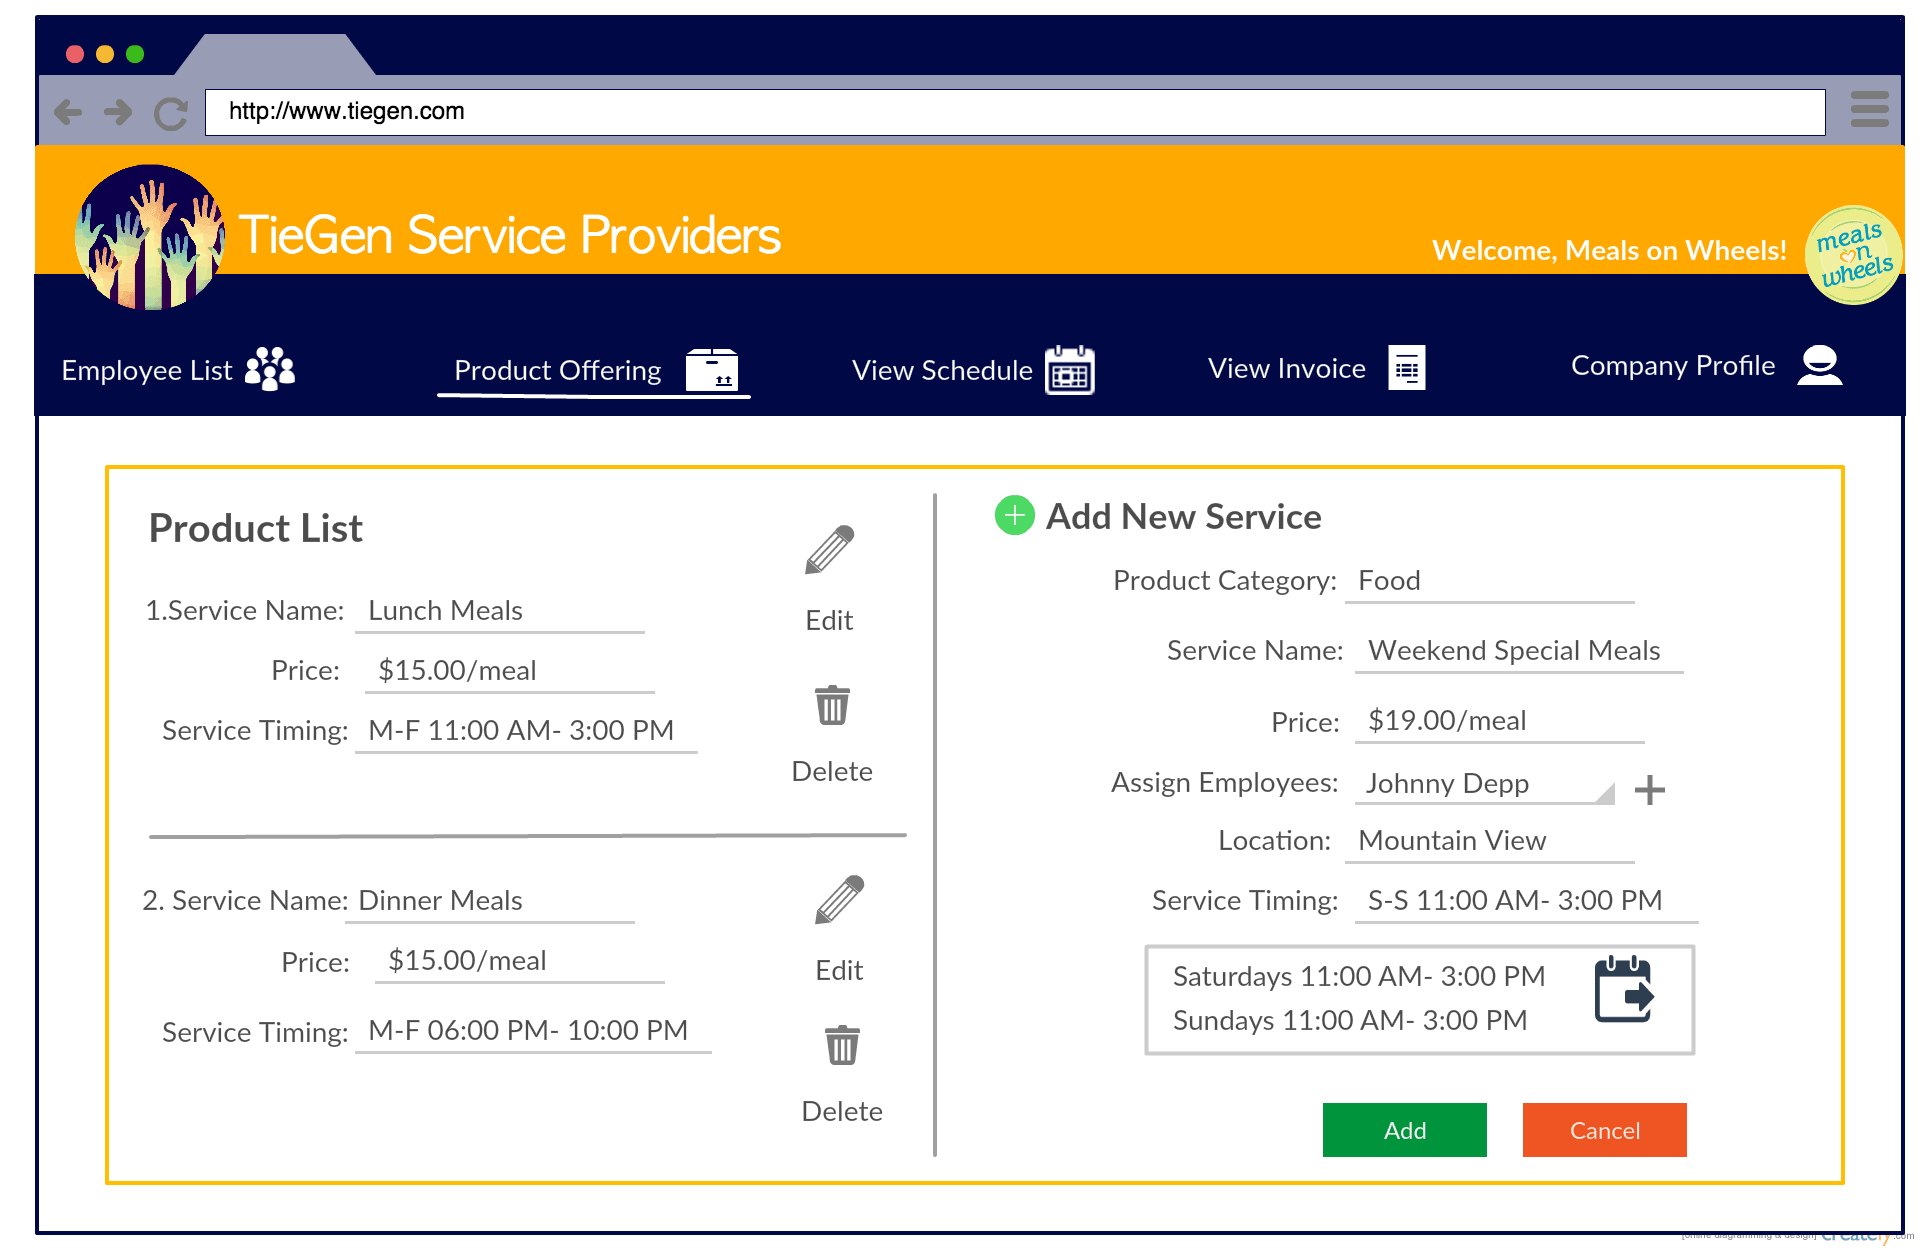 http://www.tiegen.com
TieGen Service Providers
Welcome, Meals on Wheels!
meals
on
wheels
Employee List
Product Offering
View Schedule
View Invoice
Company Profile
Product List
1.Service Name: Lunch Meals
Price: $15.00/meal
Service Timing: M-F 11:00 AM- 3:00 PM
Edit
Delete
2. Service Name: Dinner Meals
Price: $15.00/meal
Service Timing: M-F 06:00 PM- 10:00 PM
Edit
Delete
Add New Service
Product Category: Food
Service Name: Weekend Special Meals
Price: $19.00/meal
Assign Employees: Johnny Depp
Location: Mountain View
Service Timing: S-S 11:00 AM- 3:00 PM
Saturdays 11:00 AM- 3:00 PM
Sundays 11:00 AM- 3:00 PM
Add
Cancel
[online diagramming & design] creately.com